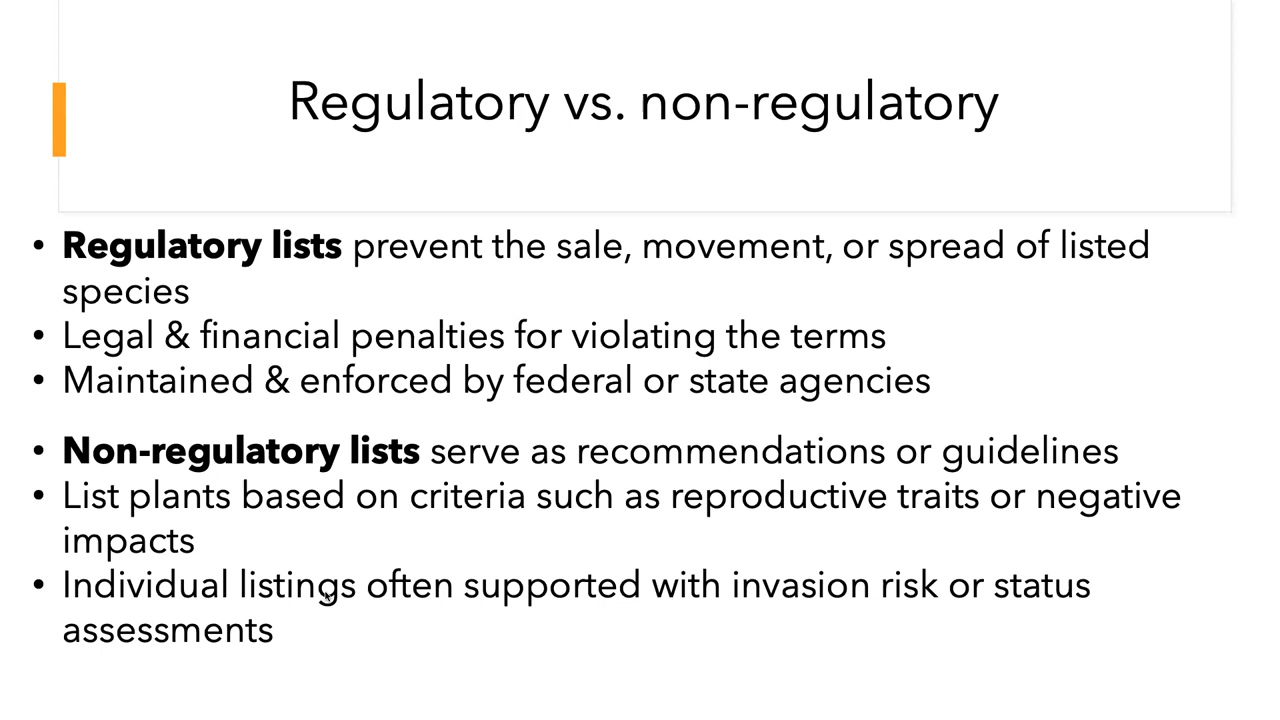 Regulatory vs. non-regulatory
• Regulatory lists prevent the sale, movement, or spread of listed
species
• Legal & financial penalties for violating the terms
• Maintained & enforced by federal or state agencies
• Non-regulatory lists serve as recommendations or guidelines
• List plants based on criteria such as reproductive traits or negative
impacts
• Individual listings often supported with invasion risk or status
assessments